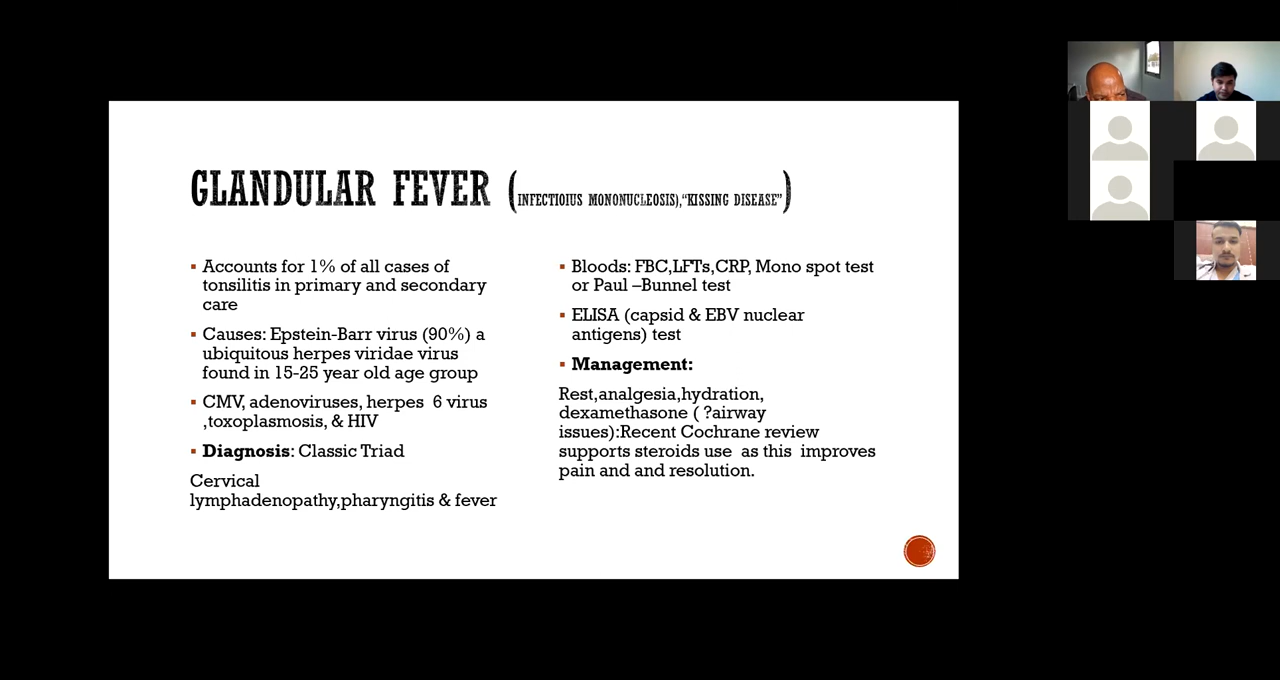 GLANDULAR FEVER (INFECTIOIUS MONONUCLEOSIS),“KISSING DISEASE”)
▪ Accounts for 1% of all cases of
tonsilitis in primary and secondary
care
▪ Causes: Epstein-Barr virus (90%) a
ubiquitous herpes viridae virus
found in 15-25 year old age group
▪ CMV, adenoviruses, herpes 6 virus
,toxoplasmosis, & HIV
▪ Diagnosis: Classic Triad
Cervical
lymphadenopathy,pharyngitis & fever
▪ Bloods: FBC,LFTs,CRP, Mono spot test
or Paul –Bunnel test
▪ ELISA (capsid & EBV nuclear
antigens) test
▪ Management:
Rest,analgesia,hydration,
dexamethasone ( ?airway
issues):Recent Cochrane review
supports steroids use as this improves
pain and and resolution.